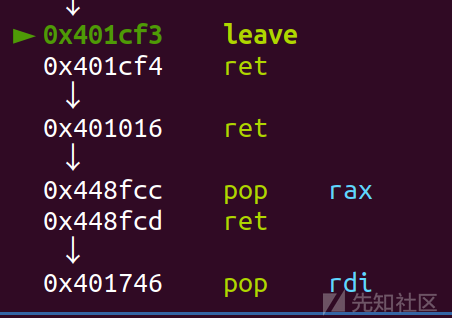 ↓
► 0x401cf3 leave
0x401cf4 ret
↓
0x401016 ret
↓
0x448fcc pop rax
0x448fcd ret
↓
0x401746 pop rdi
先知社区